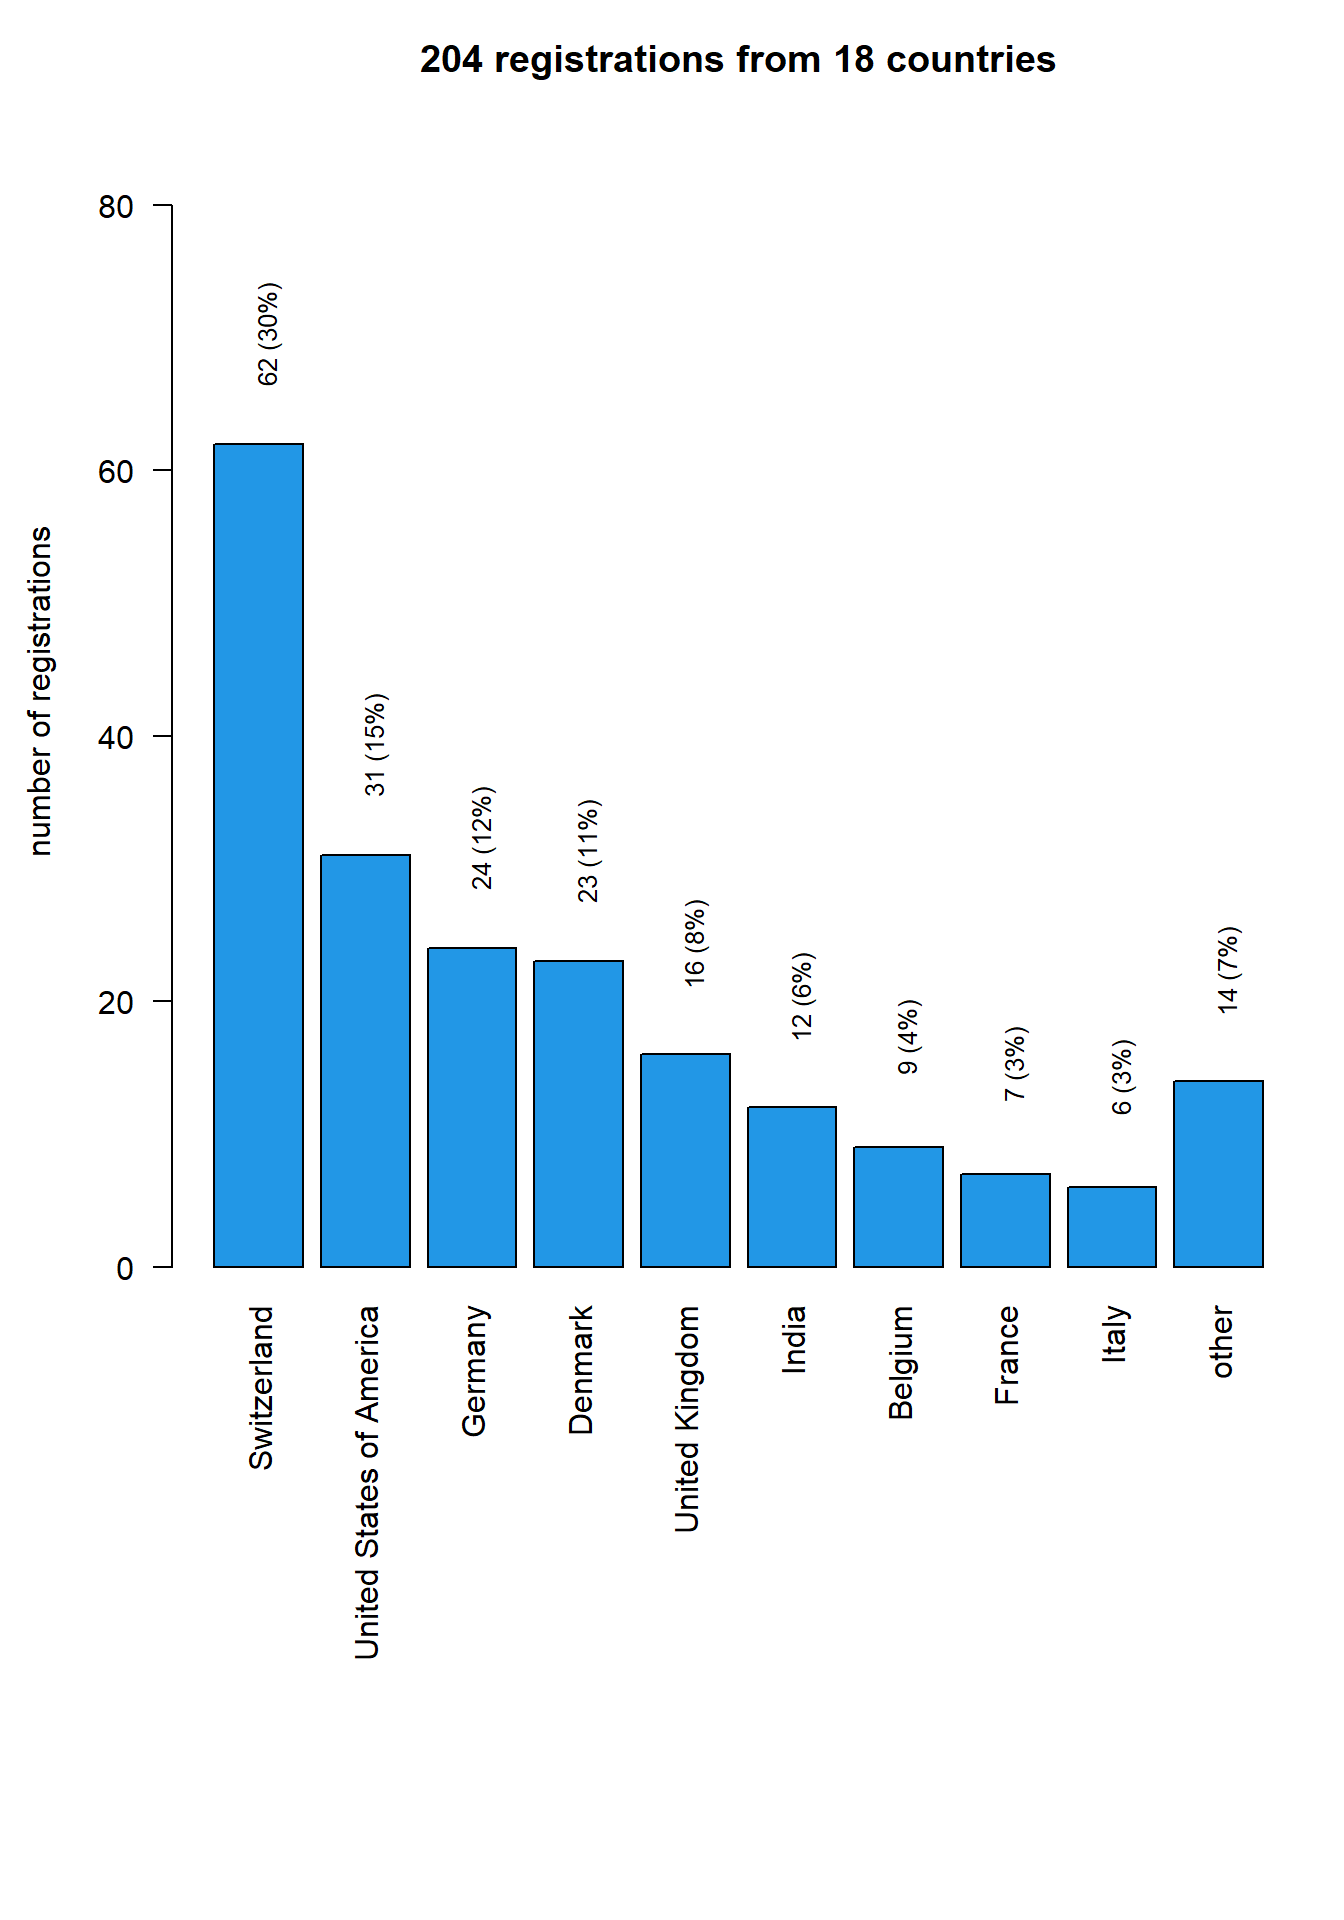 204 registrations from 18 countries
number of registrations
80
60
40
20
0
62 (30%)
31 (15%)
24 (12%)
23 (11%)
16 (8%)
12 (6%)
9 (4%)
7 (3%)
6 (3%)
14 (7%)
Switzerland
United States of America
Germany
Denmark
United Kingdom
India
Belgium
France
Italy
other